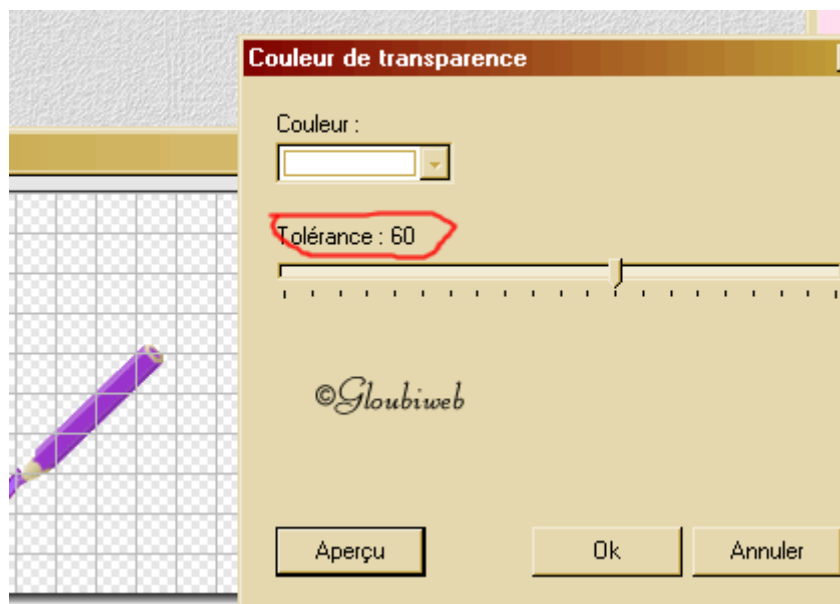 Couleur de transparence
Couleur :
Tolérance : 60
©Gloubiweb
Aperçu
Ok
Annuler